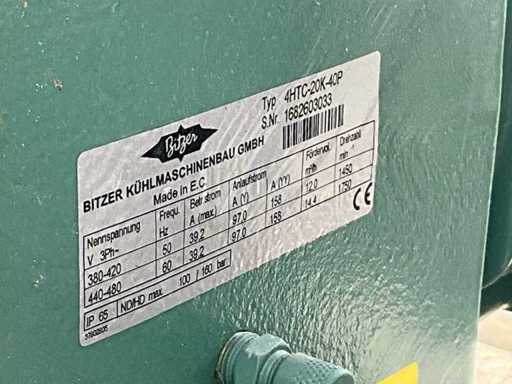 Bitzer
Typ 4HTC-20K-40P
S.Nr. 1682603033
BITZER KÜHLMASCHINENBAU GMBH
Made in E.C.
Nennspannung Frequ. Betr.strom Anlaufstrom Fördervol. Drehzahl
V 3Ph~ Hz A (max.) A (Y) A (YY) m³/h min⁻¹
380-420 50 39.2 97.0 158 12.0 1450
440-480 60 39.2 97.0 158 14.4 1750
IP 65 ND/HD max. 100 / 160 bar
CE